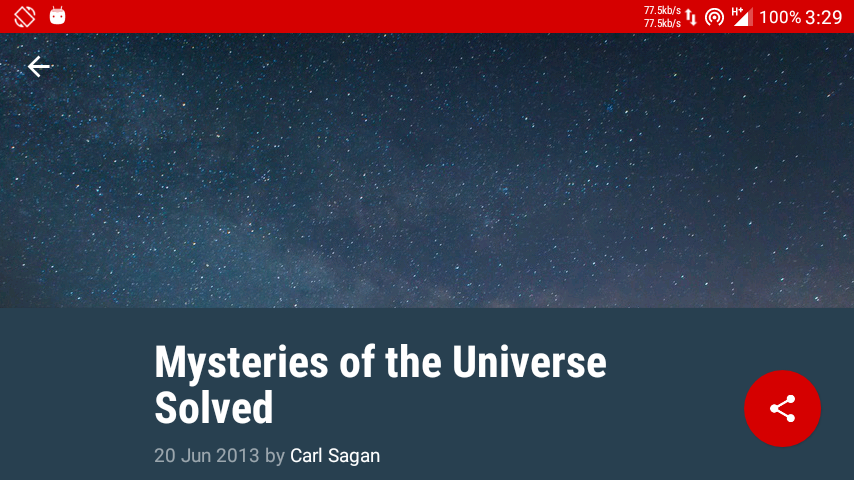 77.5kb/s
77.5kb/s
H+
100% 3:29
Mysteries of the Universe
Solved
20 Jun 2013 by Carl Sagan